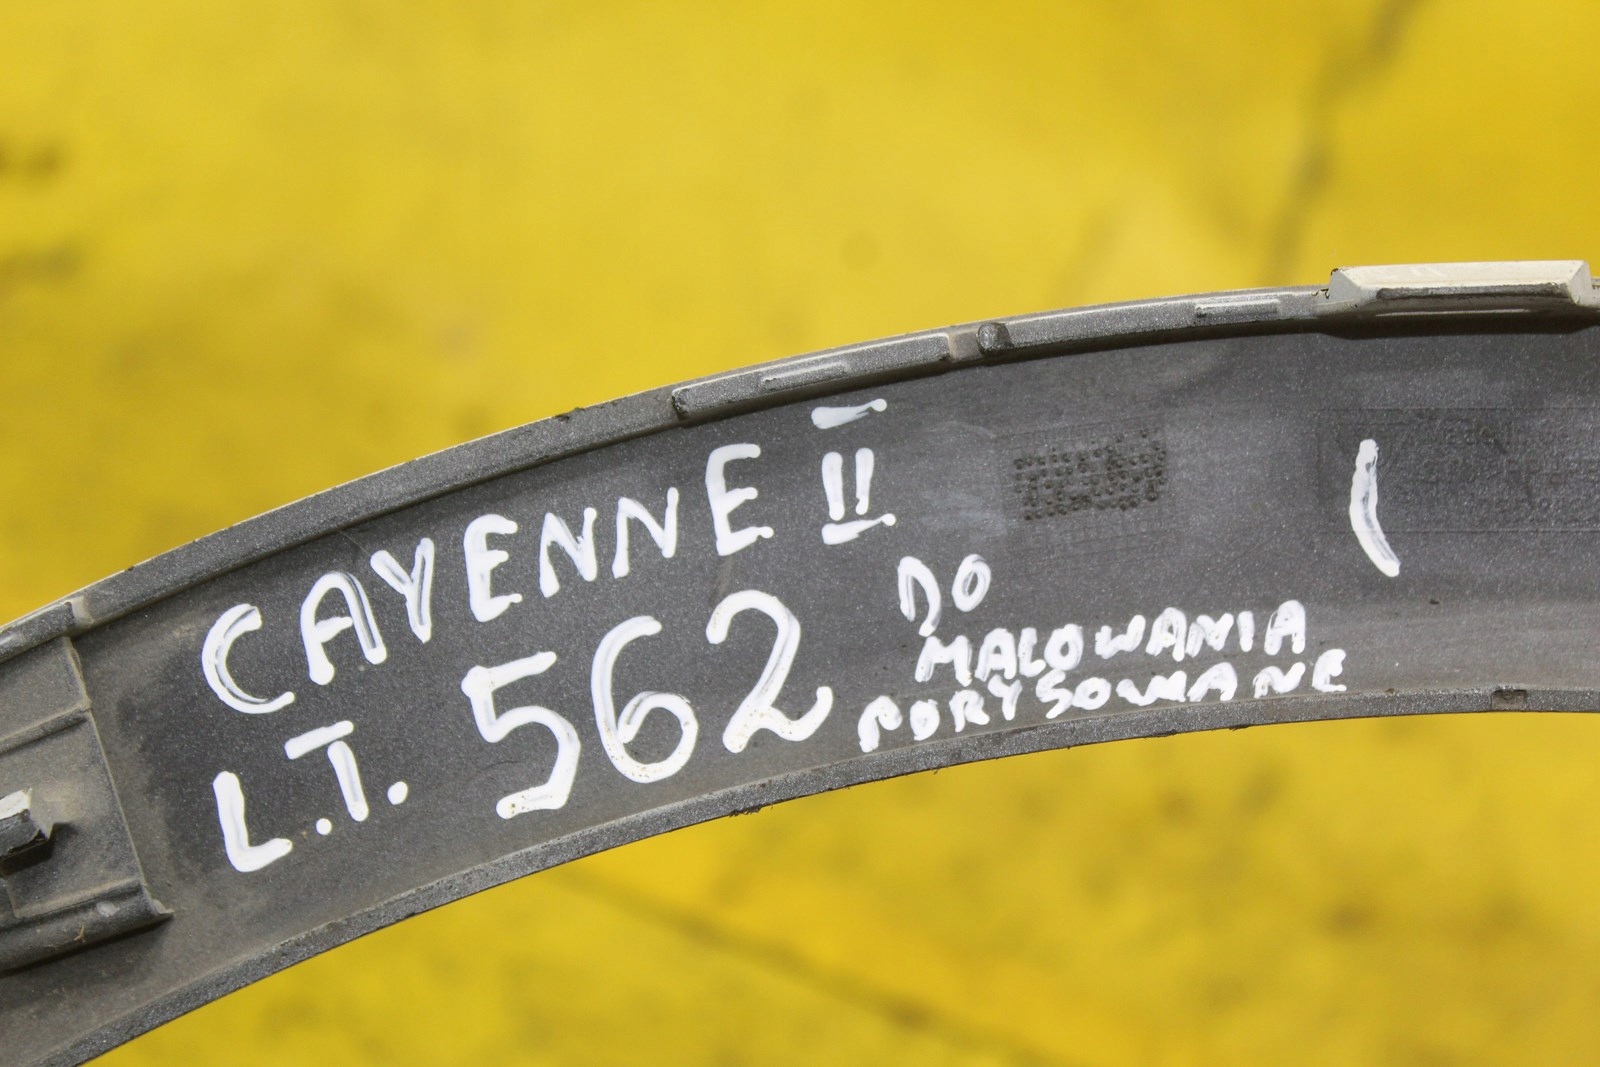 CAYENNE II
L.T. 562
DO
MALOWANIA
PORYSOWANE